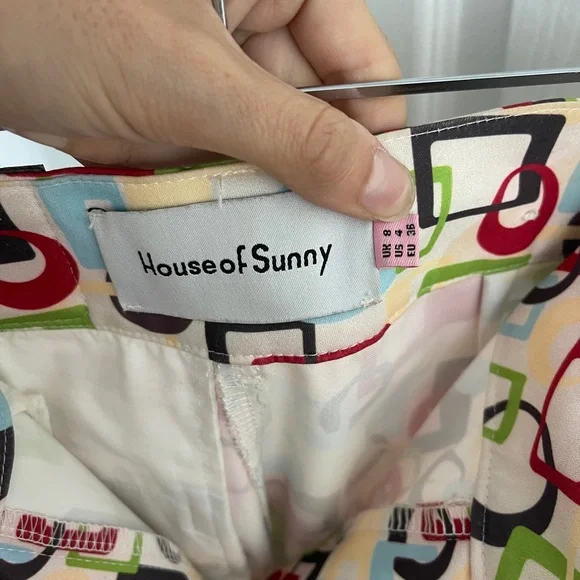 House of Sunny
UK 8
US 4
EU 36